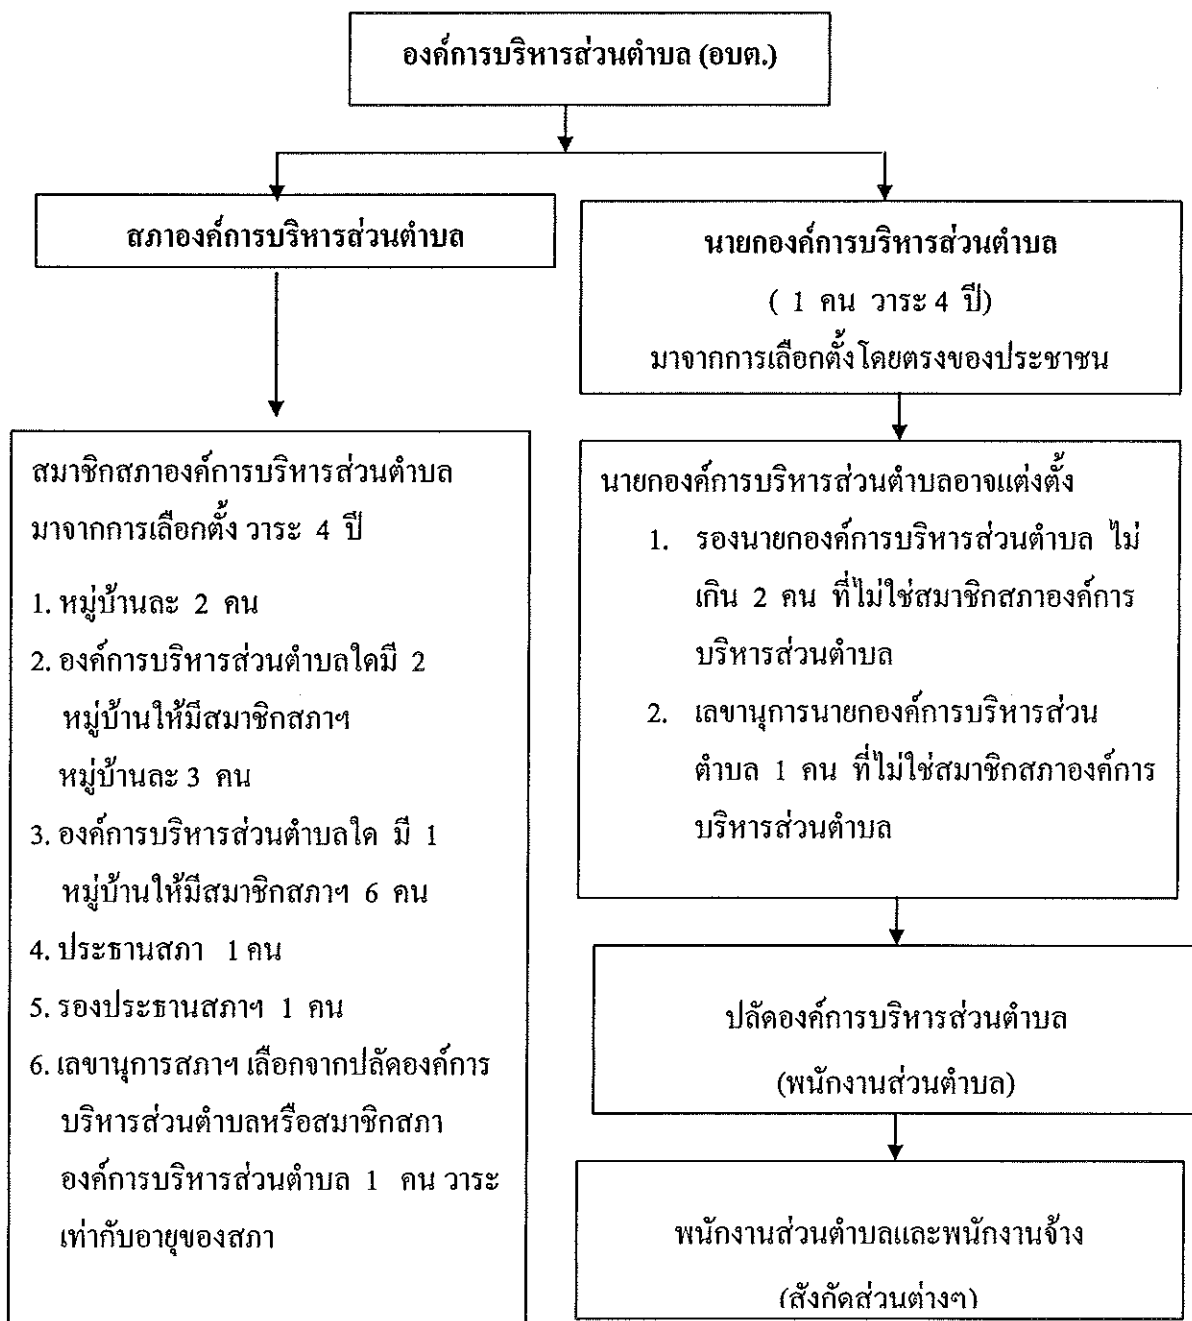 องค์การบริหารส่วนตำบล (อบต.)
สภาองค์การบริหารส่วนตำบล
นายกองค์การบริหารส่วนตำบล
( 1 คน วาระ 4 ปี)
มาจากการเลือกตั้งโดยตรงของประชาชน
สมาชิกสภาองค์การบริหารส่วนตำบล
มาจากการเลือกตั้ง วาระ 4 ปี
1. หมู่บ้านละ 2 คน
2. องค์การบริหารส่วนตำบลใดมี 2
หมู่บ้านให้มีสมาชิกสภาฯ
หมู่บ้านละ 3 คน
3. องค์การบริหารส่วนตำบลใด มี 1
หมู่บ้านให้มีสมาชิกสภาฯ 6 คน
4. ประธานสภา 1 คน
5. รองประธานสภาฯ 1 คน
6. เลขานุการสภาฯ เลือกจากปลัดองค์การ
บริหารส่วนตำบลหรือสมาชิกสภา
องค์การบริหารส่วนตำบล 1 คน วาระ
เท่ากับอายุของสภา
นายกองค์การบริหารส่วนตำบลอาจแต่งตั้ง
1. รองนายกองค์การบริหารส่วนตำบล ไม่
เกิน 2 คน ที่ไม่ใช่สมาชิกสภาองค์การ
บริหารส่วนตำบล
2. เลขานุการนายกองค์การบริหารส่วน
ตำบล 1 คน ที่ไม่ใช่สมาชิกสภาองค์การ
บริหารส่วนตำบล
ปลัดองค์การบริหารส่วนตำบล
(พนักงานส่วนตำบล)
พนักงานส่วนตำบลและพนักงานจ้าง
(สังกัดส่วนต่างๆ)